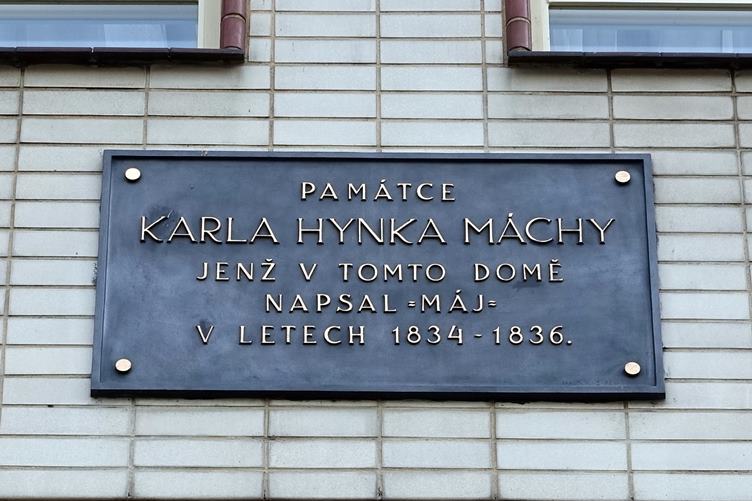 PAMÁTCE
KARLA HYNKA MÁCHY
JENŽ V TOMTO DOMĚ
NAPSAL "MÁJ"
V LETECH 1834-1836.